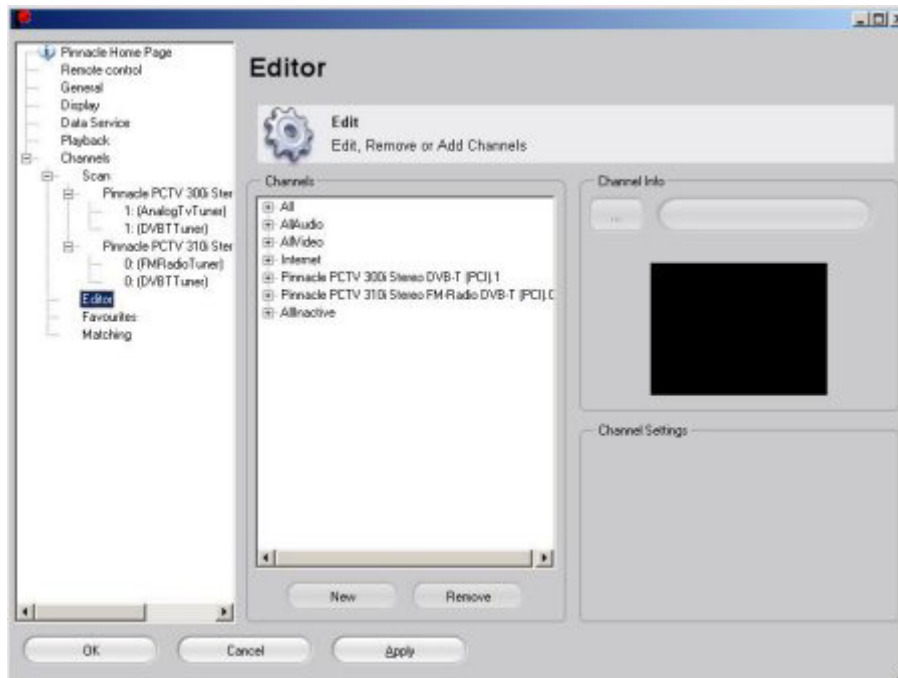 Pinnacle Home Page
Remote control
General
Display
Data Service
Playback
Channels
Scan
Pinnacle PCTV 300i Ster
1: (AnalogTvTuner)
1: (DVBTTuner)
Pinnacle PCTV 310i Ster
0: (FMRadioTuner)
0: (DVBTTuner)
Editor
Favourites
Matching
Editor
Edit
Edit, Remove or Add Channels
Channels
All
AllAudio
AllVideo
Internet
Pinnacle PCTV 300i Stereo DVB-T (PCI).1
Pinnacle PCTV 310i Stereo FM-Radio DVB-T (PCI).0
AllInactive
New
Remove
Channel Info
...
Channel Settings
OK
Cancel
Apply